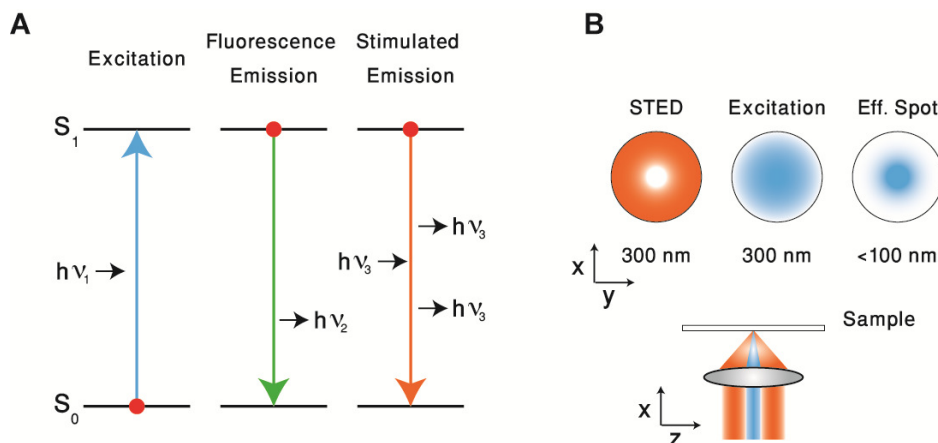 A
Excitation
Fluorescence
Emission
Stimulated
Emission
S₁
hν₁
hν₂
hν₃
hν₃
hν₃
S₀
B
STED
Excitation
Eff. Spot
300 nm
300 nm
<100 nm
x
y
Sample
x
z